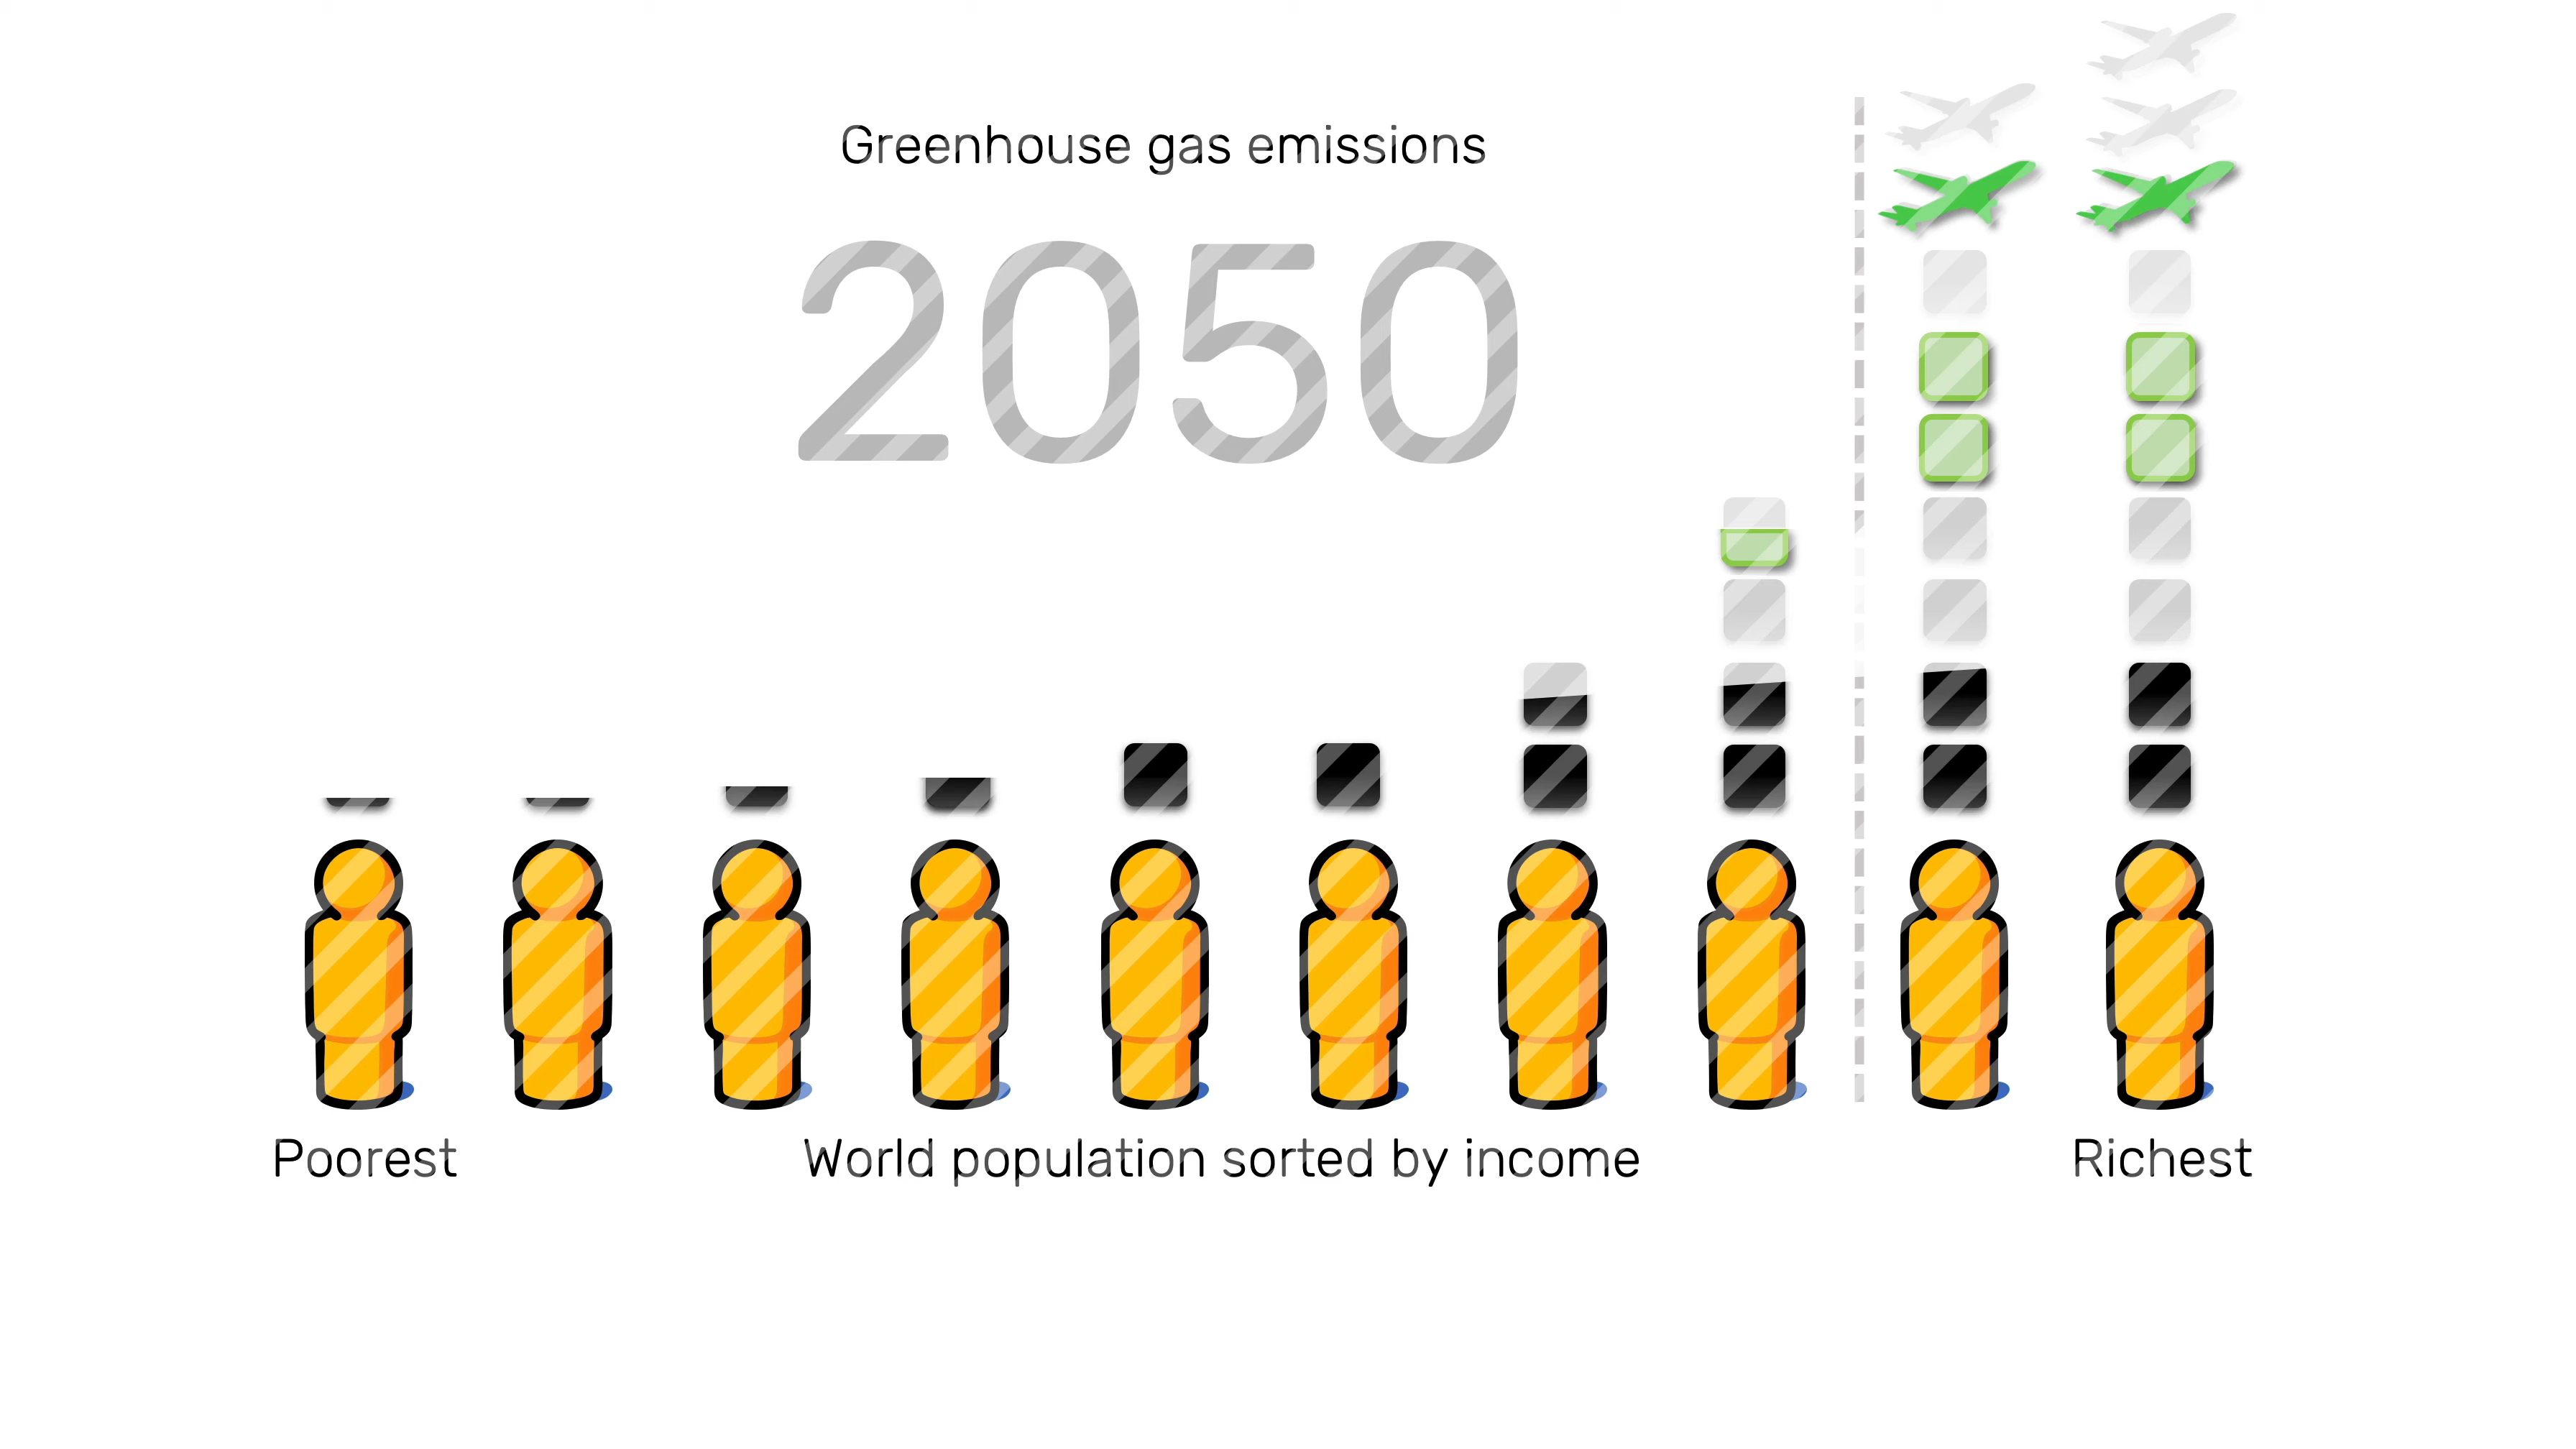 Greenhouse gas emissions
2050
Poorest
World population sorted by income
Richest